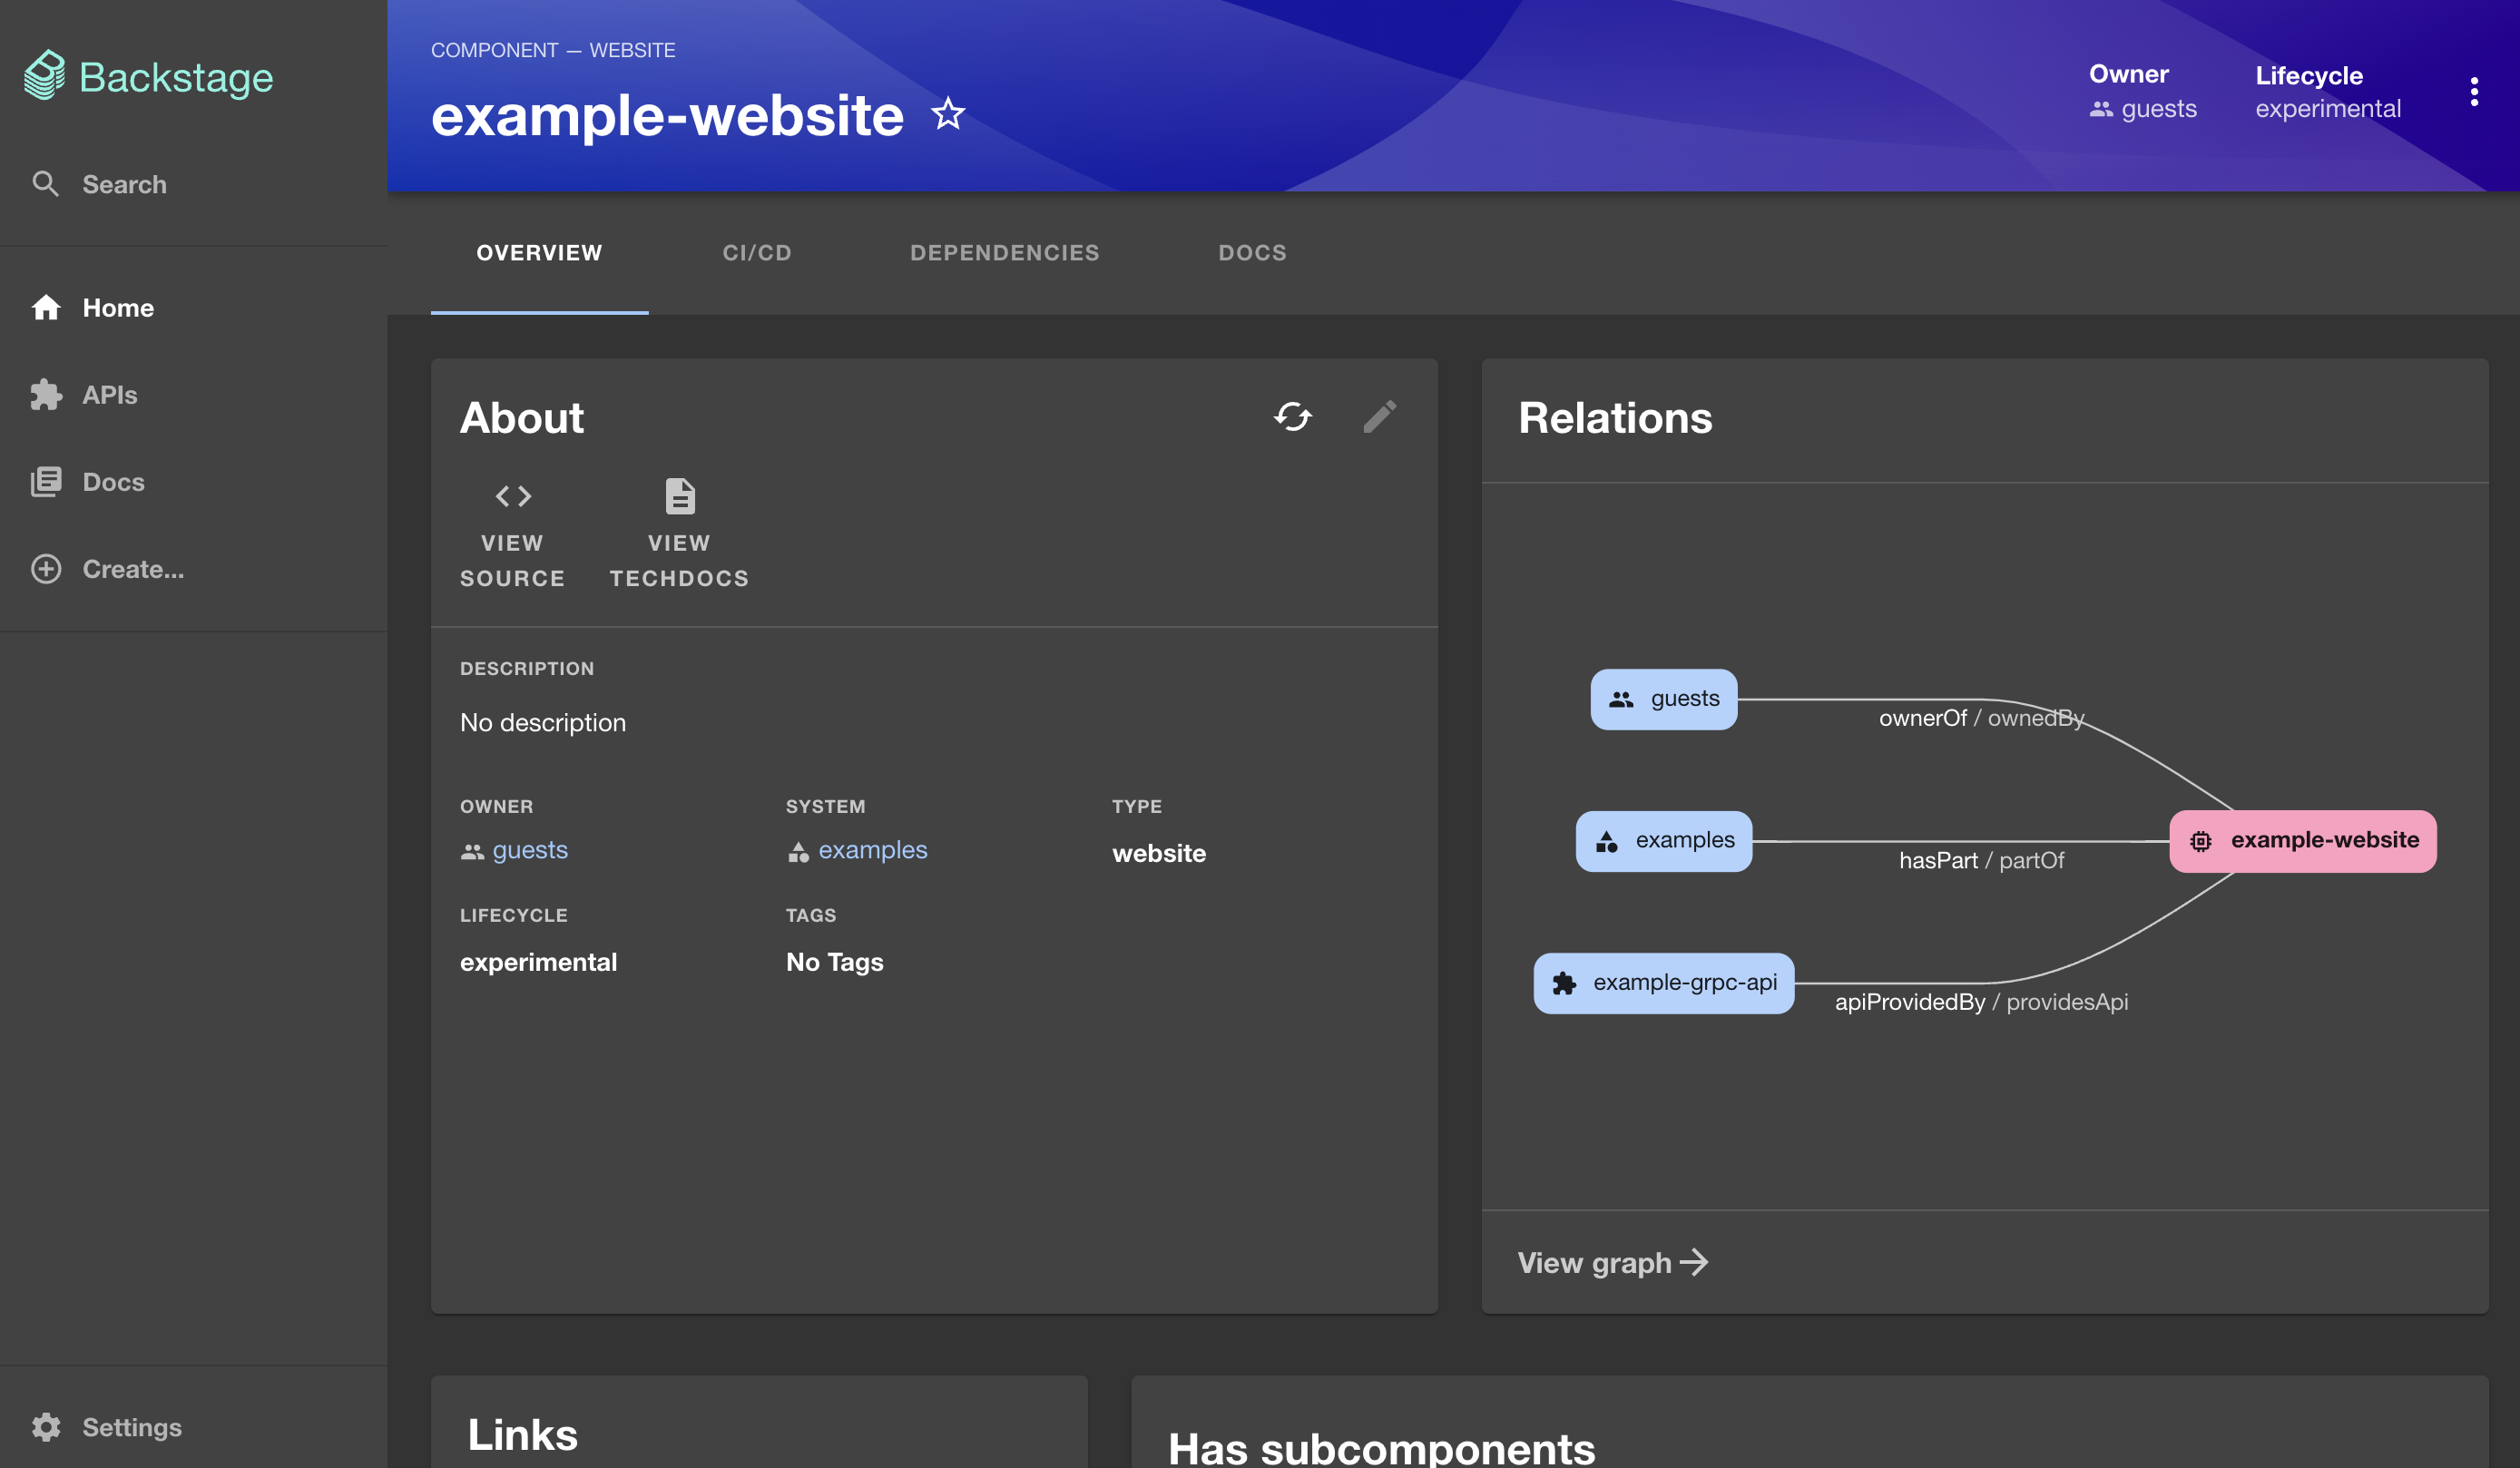 Backstage
Search
Home
APIs
Docs
Create...
Settings
COMPONENT — WEBSITE
example-website
Owner
guests
Lifecycle
experimental
OVERVIEW
CI/CD
DEPENDENCIES
DOCS
About
VIEW
SOURCE
VIEW
TECHDOCS
DESCRIPTION
No description
OWNER
guests
SYSTEM
examples
TYPE
website
LIFECYCLE
experimental
TAGS
No Tags
Relations
guests
ownerOf / ownedBy
examples
hasPart / partOf
example-website
example-grpc-api
apiProvidedBy / providesApi
View graph
Links
Has subcomponents